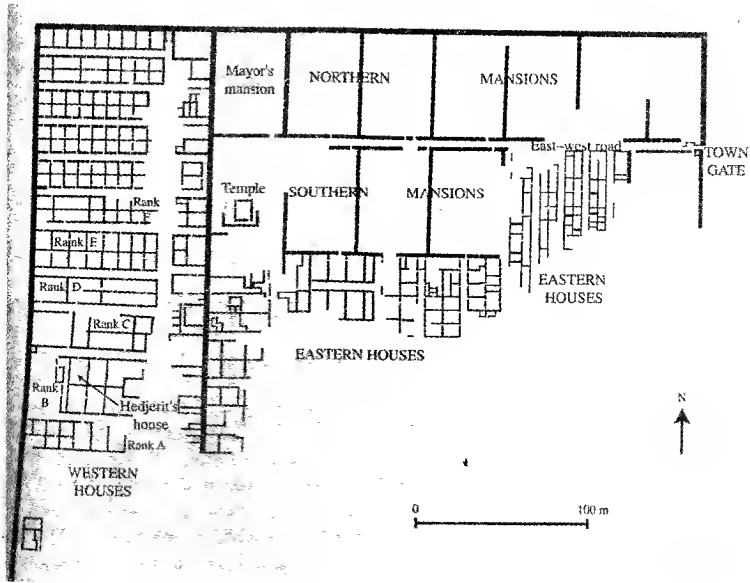 Mayor's
mansion
NORTHERN
MANSIONS
East-west road
TOWN
GATE
Temple
SOUTHERN
MANSIONS
Rank
F
Rank E
Rank D
Rank C
Rank
B
Hedjerit's
house
Rank A
EASTERN
HOUSES
EASTERN HOUSES
WESTERN
HOUSES
N
0
100 m